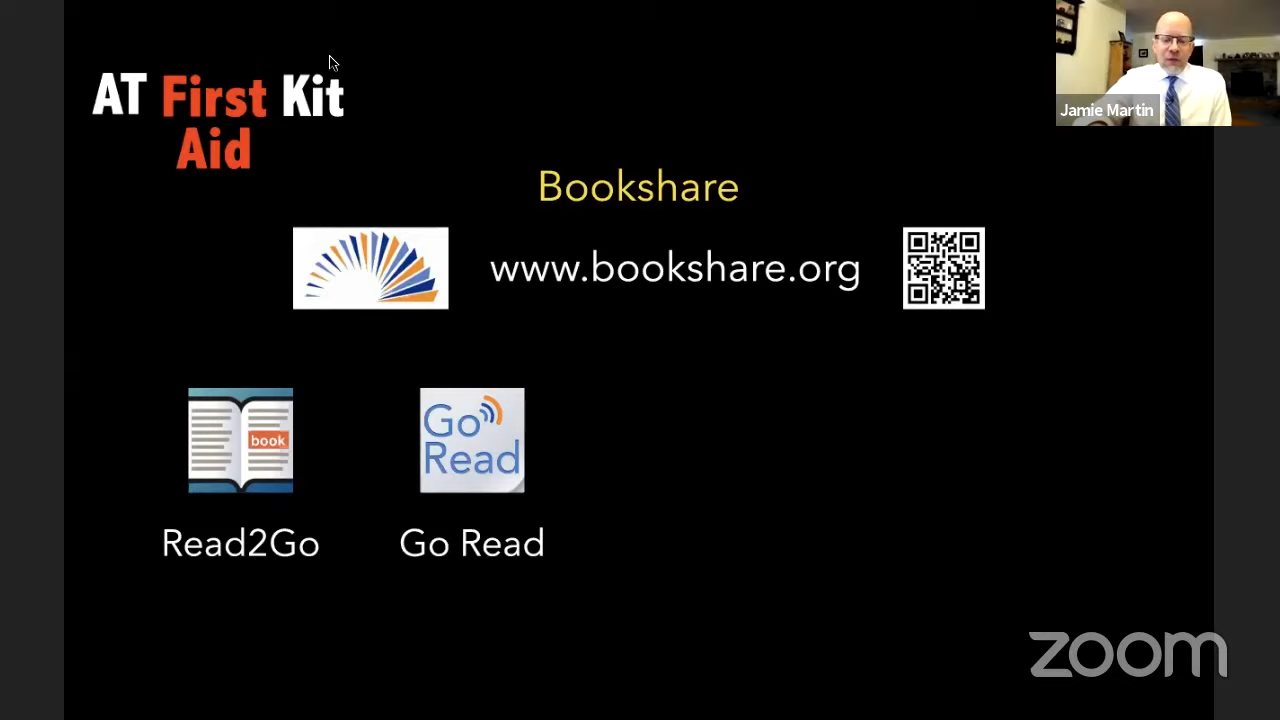 AT First Kit
Aid
Jamie Martin
Bookshare
www.bookshare.org
book
Go
Read
Read2Go
Go Read
zoom